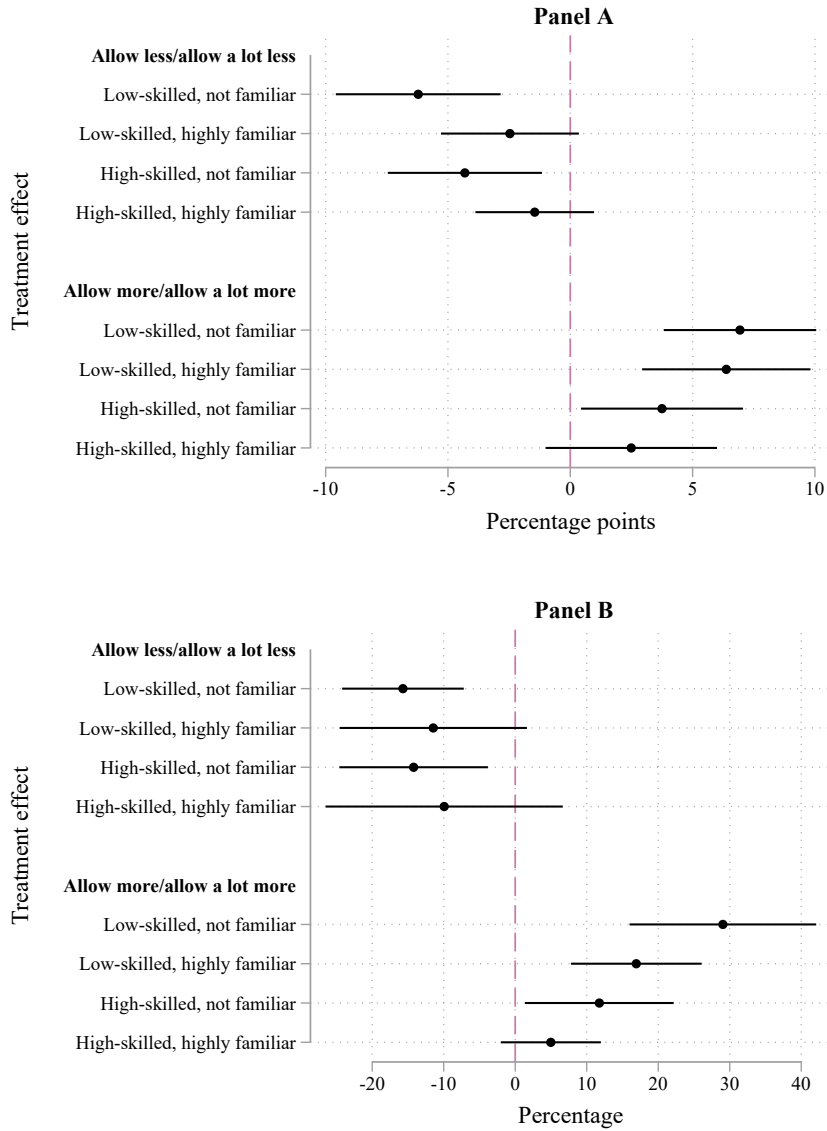 Panel A
Treatment effect
Allow less/allow a lot less
Low-skilled, not familiar
Low-skilled, highly familiar
High-skilled, not familiar
High-skilled, highly familiar
Allow more/allow a lot more
Low-skilled, not familiar
Low-skilled, highly familiar
High-skilled, not familiar
High-skilled, highly familiar
-10 -5 0 5 10
Percentage points
Panel B
Treatment effect
Allow less/allow a lot less
Low-skilled, not familiar
Low-skilled, highly familiar
High-skilled, not familiar
High-skilled, highly familiar
Allow more/allow a lot more
Low-skilled, not familiar
Low-skilled, highly familiar
High-skilled, not familiar
High-skilled, highly familiar
-20 -10 0 10 20 30 40
Percentage